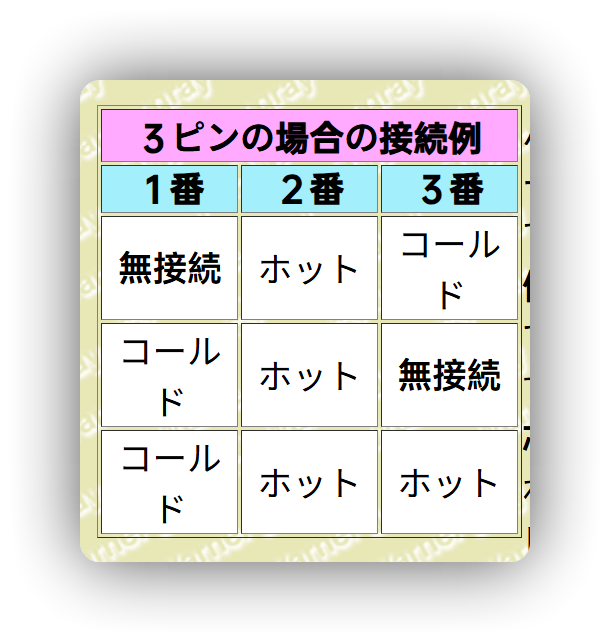 ３ピンの場合の接続例
１番 ２番 ３番
無接続 ホット コールド
コールド ホット 無接続
コールド ホット ホット